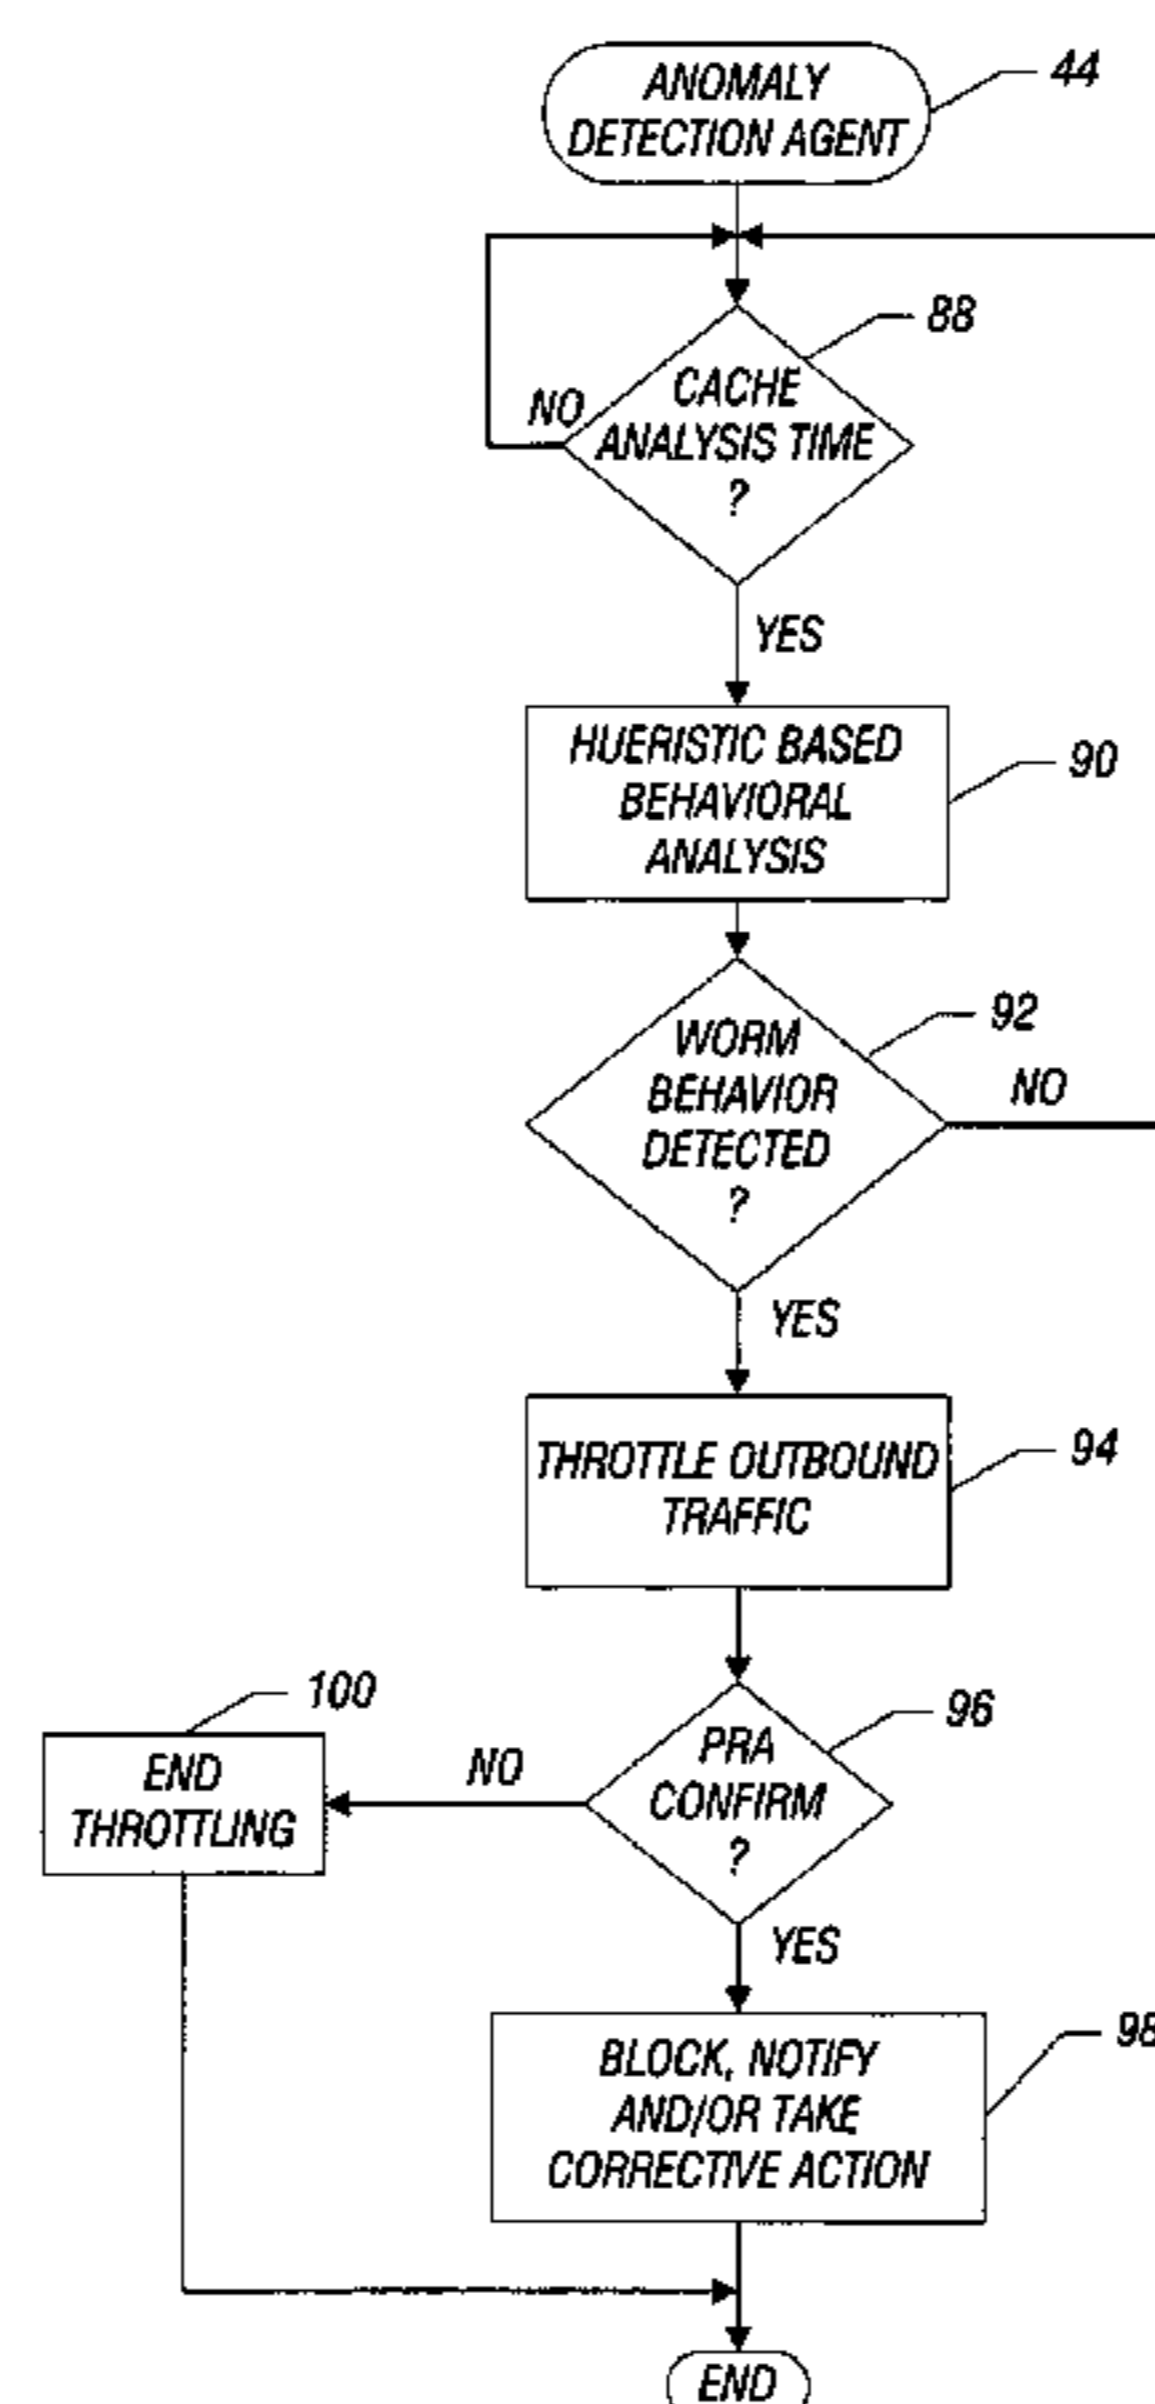 ANOMALY
DETECTION AGENT
44
88
CACHE
ANALYSIS TIME
?
NO
YES
HUERISTIC BASED
BEHAVIORAL
ANALYSIS
90
92
WORM
BEHAVIOR
DETECTED
?
NO
YES
THROTTLE OUTBOUND
TRAFFIC
94
100
END
THROTTLING
NO
96
PRA
CONFIRM
?
YES
98
BLOCK, NOTIFY
AND/OR TAKE
CORRECTIVE ACTION
END